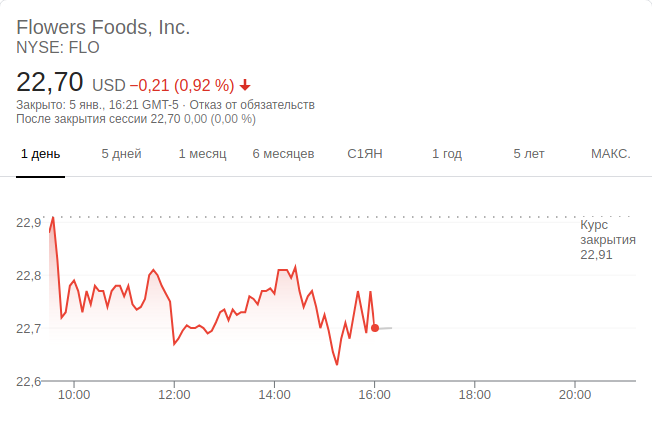 Flowers Foods, Inc.
NYSE: FLO
22,70 USD −0,21 (0,92 %)
Закрыто: 5 янв., 16:21 GMT-5 · Отказ от обязательств
После закрытия сессии 22,70 0,00 (0,00 %)
1 день 5 дней 1 месяц 6 месяцев С1ЯН 1 год 5 лет МАКС.
22,9
Курс
закрытия
22,91
22,8
22,7
22,6
10:00 12:00 14:00 16:00 18:00 20:00